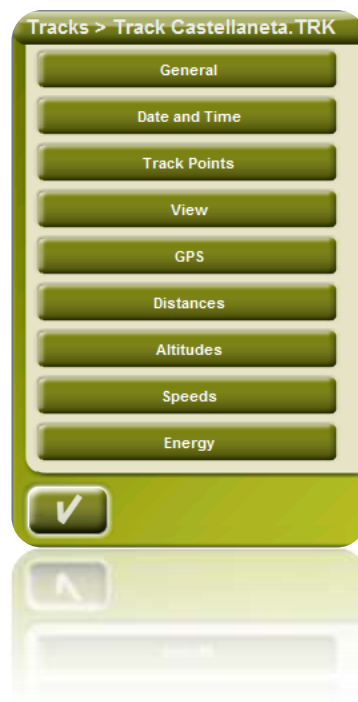 Tracks > Track Castellaneta.TRK
General
Date and Time
Track Points
View
GPS
Distances
Altitudes
Speeds
Energy